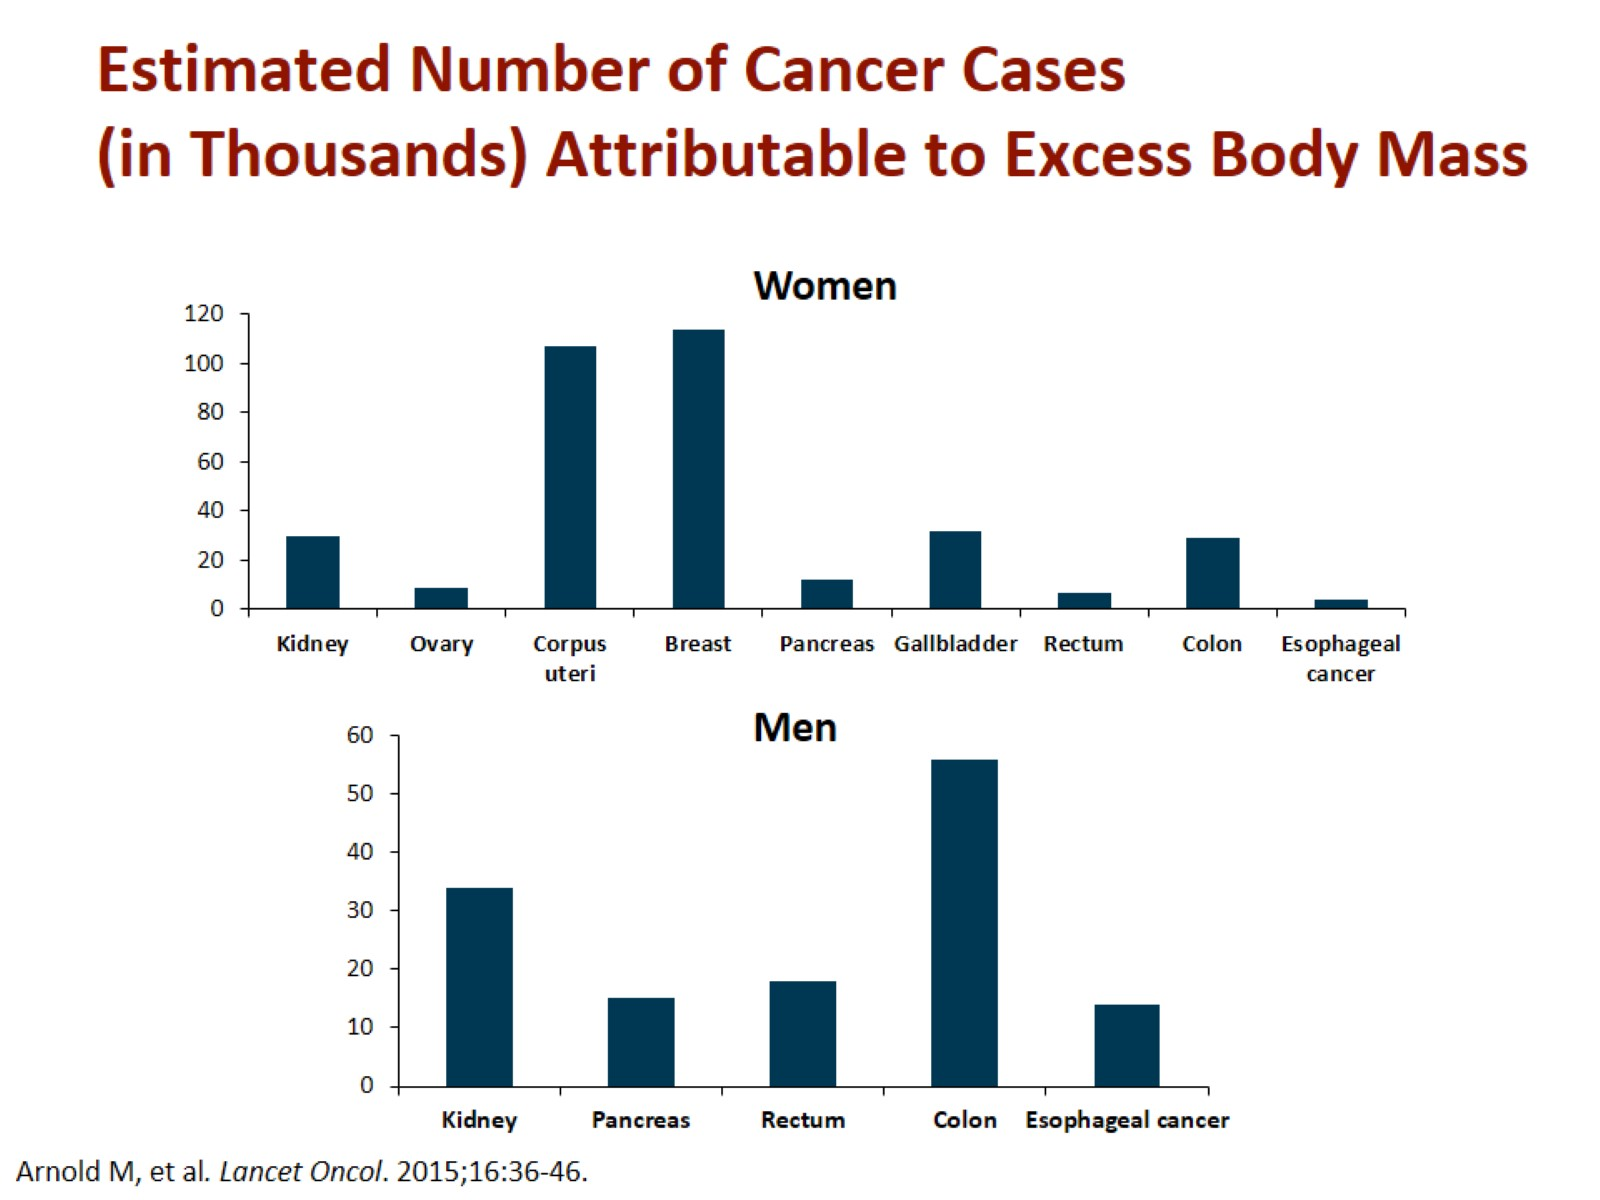 Estimated Number of Cancer Cases
(in Thousands) Attributable to Excess Body Mass
Women
120
100
80
60
40
20
0
Kidney Ovary Corpus uteri Breast Pancreas Gallbladder Rectum Colon Esophageal cancer
Men
60
50
40
30
20
10
0
Kidney Pancreas Rectum Colon Esophageal cancer
Arnold M, et al. Lancet Oncol. 2015;16:36-46.